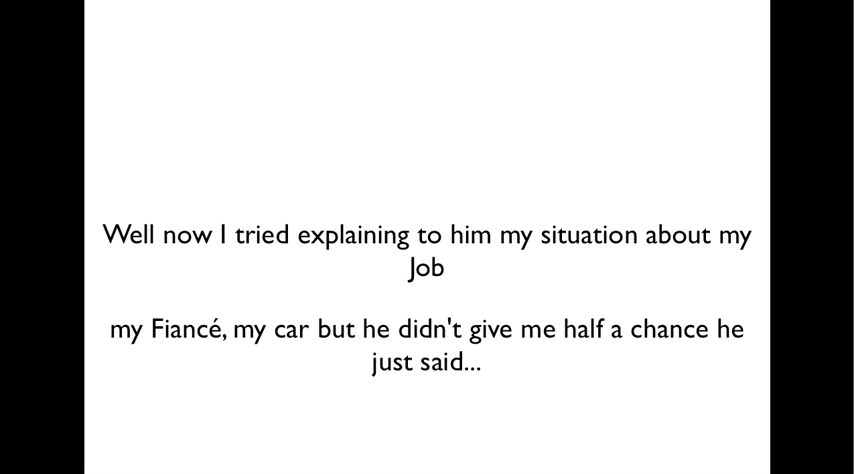 Well now I tried explaining to him my situation about my
Job
my Fiancé, my car but he didn't give me half a chance he
just said...